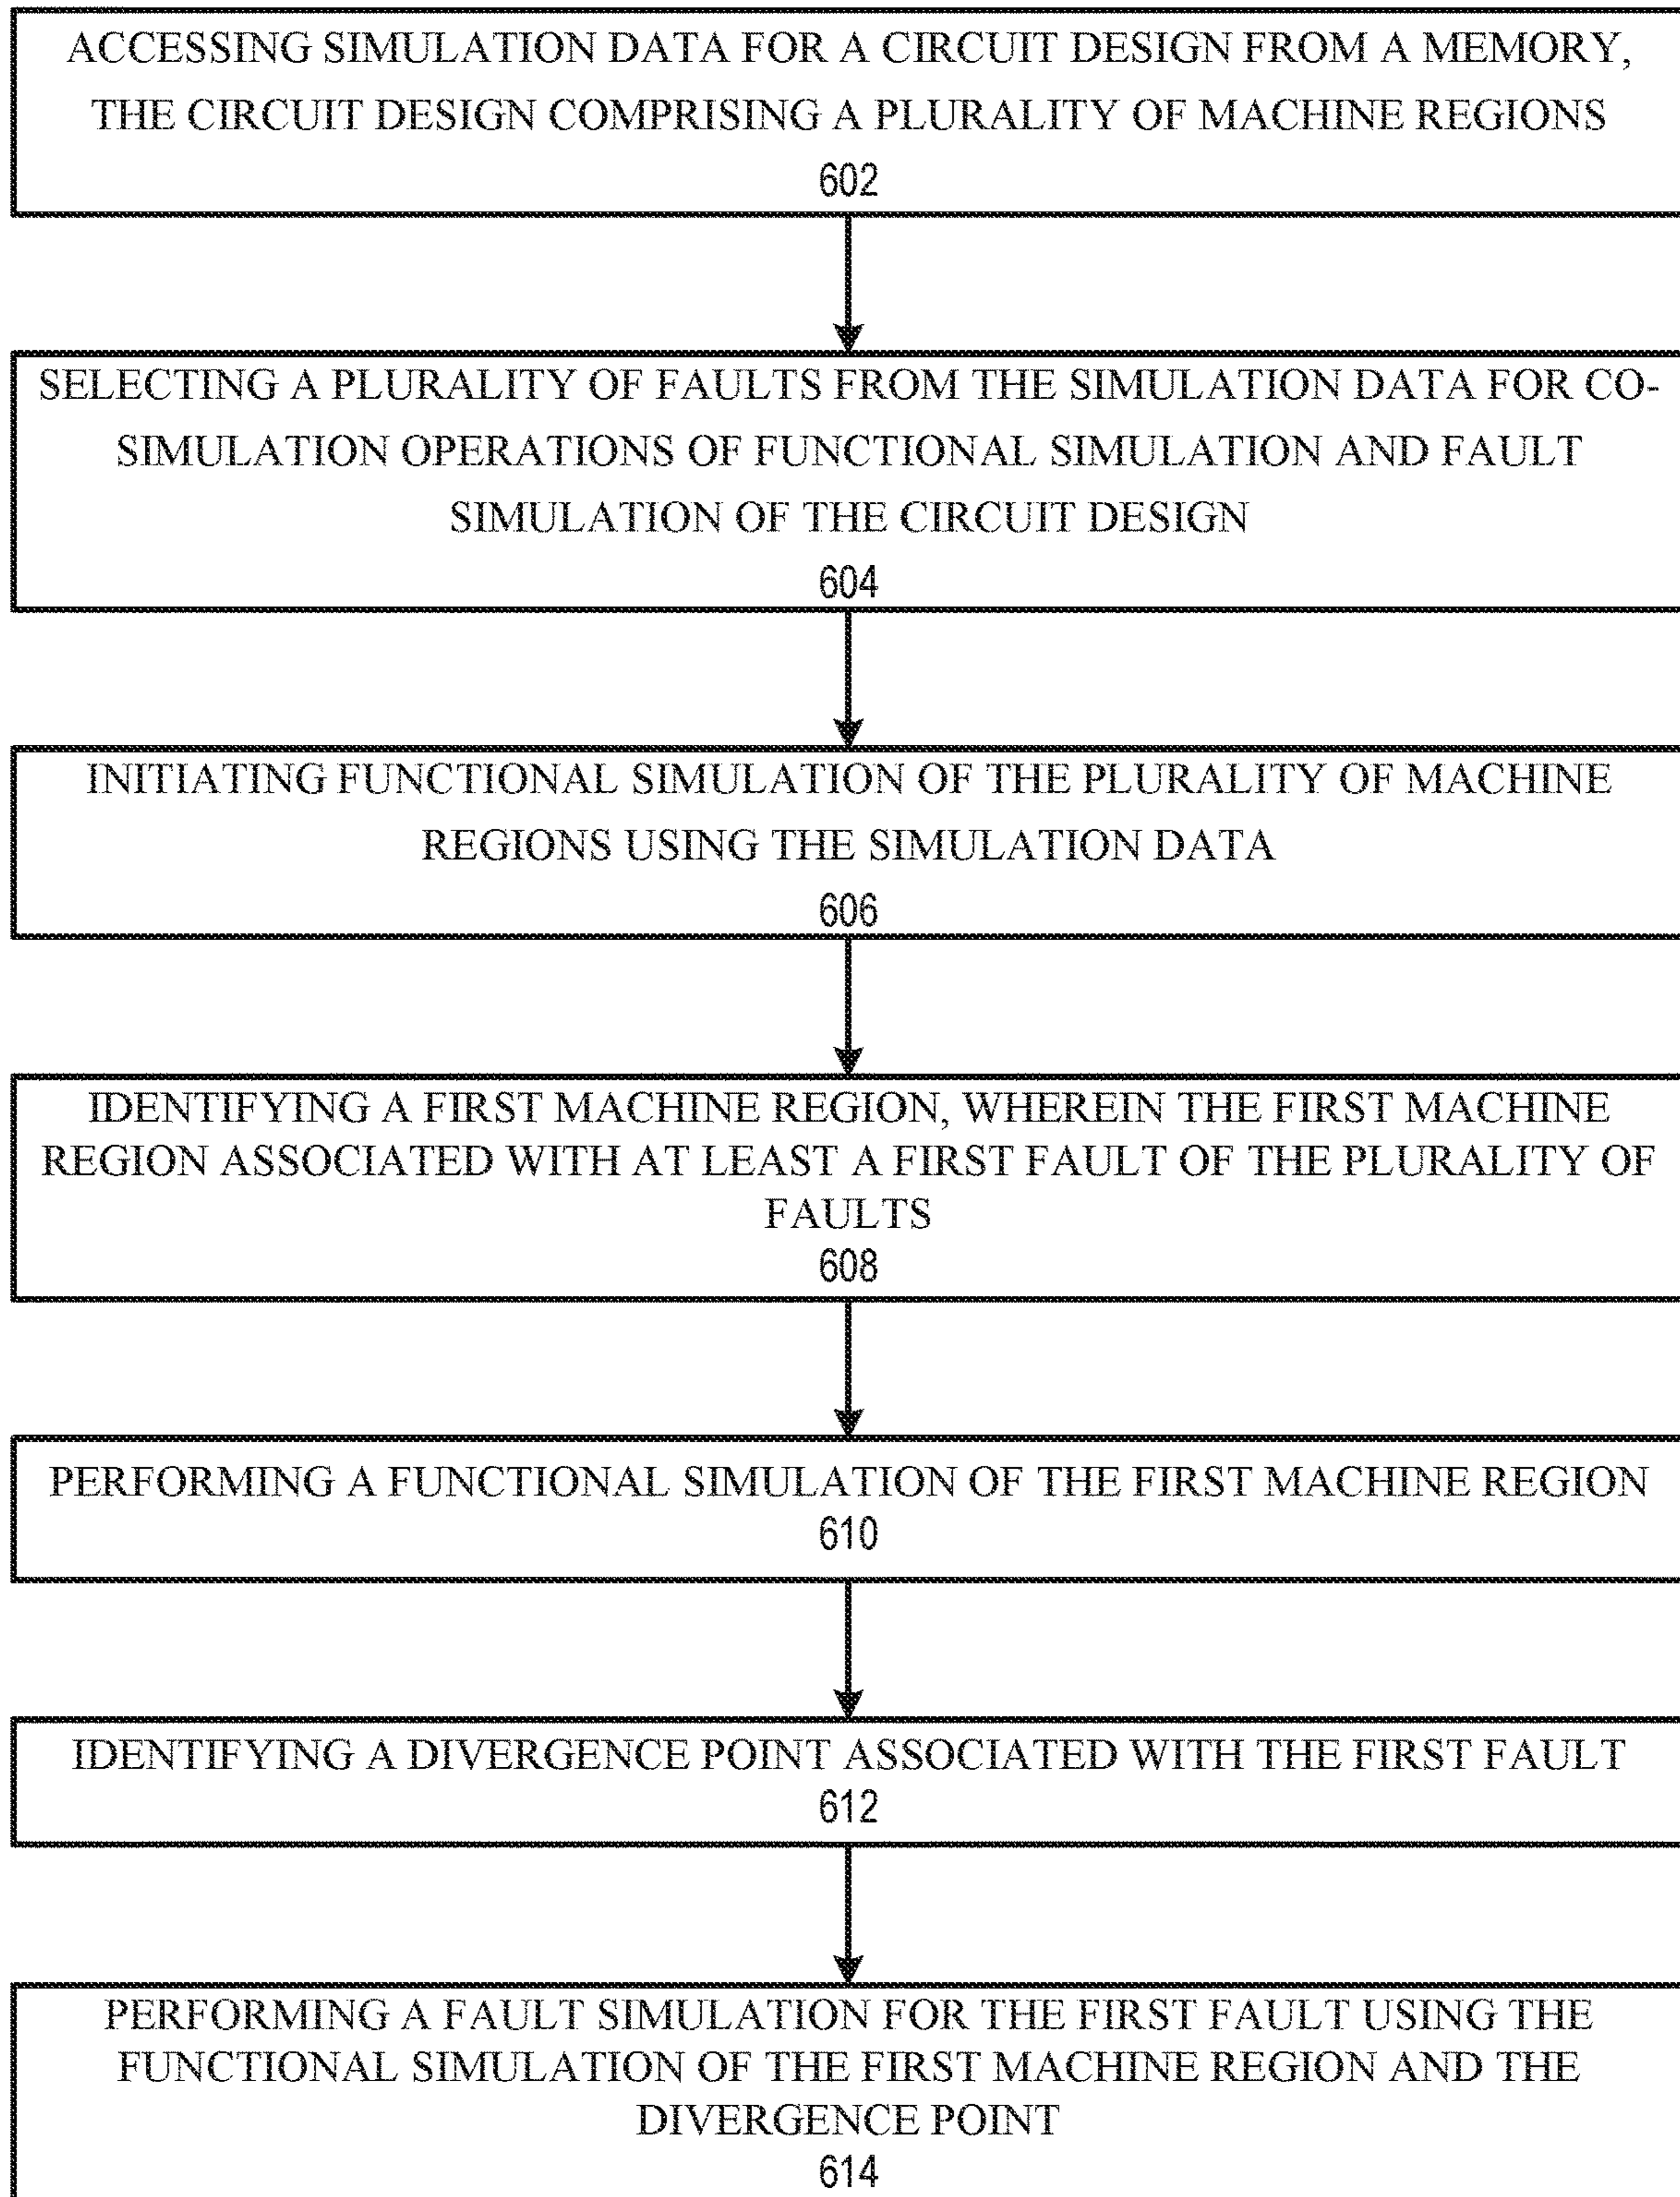 ACCESSING SIMULATION DATA FOR A CIRCUIT DESIGN FROM A MEMORY,
THE CIRCUIT DESIGN COMPRISING A PLURALITY OF MACHINE REGIONS
602
SELECTING A PLURALITY OF FAULTS FROM THE SIMULATION DATA FOR CO-
SIMULATION OPERATIONS OF FUNCTIONAL SIMULATION AND FAULT
SIMULATION OF THE CIRCUIT DESIGN
604
INITIATING FUNCTIONAL SIMULATION OF THE PLURALITY OF MACHINE
REGIONS USING THE SIMULATION DATA
606
IDENTIFYING A FIRST MACHINE REGION, WHEREIN THE FIRST MACHINE
REGION ASSOCIATED WITH AT LEAST A FIRST FAULT OF THE PLURALITY OF
FAULTS
608
PERFORMING A FUNCTIONAL SIMULATION OF THE FIRST MACHINE REGION
610
IDENTIFYING A DIVERGENCE POINT ASSOCIATED WITH THE FIRST FAULT
612
PERFORMING A FAULT SIMULATION FOR THE FIRST FAULT USING THE
FUNCTIONAL SIMULATION OF THE FIRST MACHINE REGION AND THE
DIVERGENCE POINT
614